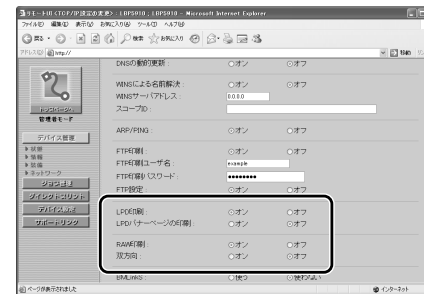 リモートUI <TCP/IP設定の変更> : LBP5910 : LBP5910 - Microsoft Internet Explorer
ファイル(F) 編集(E) 表示(V) お気に入り(A) ツール(T) ヘルプ(H)
戻る 検索 お気に入り
アドレス(D) http:// 移動
DNSの動的更新 : オン オフ
WINSによる名前解決 : オン オフ
WINSサーバアドレス : 0.0.0.0
スコープID :
トップページへ
管理者モード
ARP/PING : オン オフ
デバイス管理
状態
情報
ネットワーク
FTP印刷 : オン オフ
FTP印刷ユーザ名 : example
FTP印刷パスワード : ●●●●●●●●
FTP設定 : オン オフ
ジョブ管理
ダイレクトプリント
デバイス設定
サポートリンク
LPD印刷 : オン オフ
LPDバナーページの印刷 : オン オフ
RAW印刷 : オン オフ
双方向 : オン オフ
BMLinkS : 使う 使わない
ページが表示されました インターネット